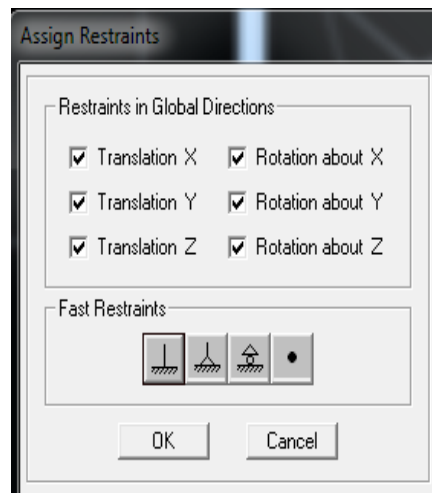 Assign Restraints
Restraints in Global Directions
Translation X Rotation about X
Translation Y Rotation about Y
Translation Z Rotation about Z
Fast Restraints
OK Cancel